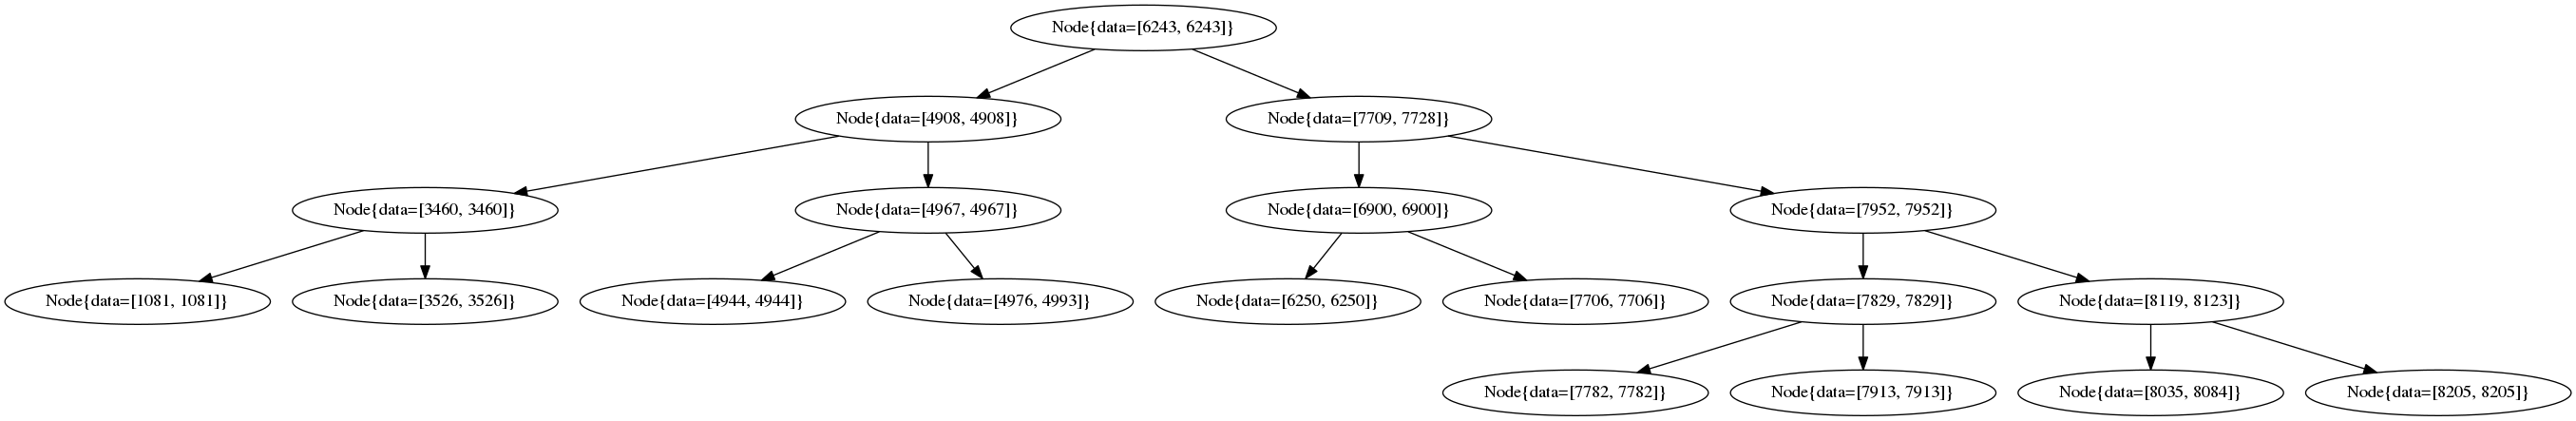 Node{data=[6243, 6243]}
Node{data=[4908, 4908]}
Node{data=[7709, 7728]}
Node{data=[3460, 3460]}
Node{data=[4967, 4967]}
Node{data=[6900, 6900]}
Node{data=[7952, 7952]}
Node{data=[1081, 1081]}
Node{data=[3526, 3526]}
Node{data=[4944, 4944]}
Node{data=[4976, 4993]}
Node{data=[6250, 6250]}
Node{data=[7706, 7706]}
Node{data=[7829, 7829]}
Node{data=[8119, 8123]}
Node{data=[7782, 7782]}
Node{data=[7913, 7913]}
Node{data=[8035, 8084]}
Node{data=[8205, 8205]}